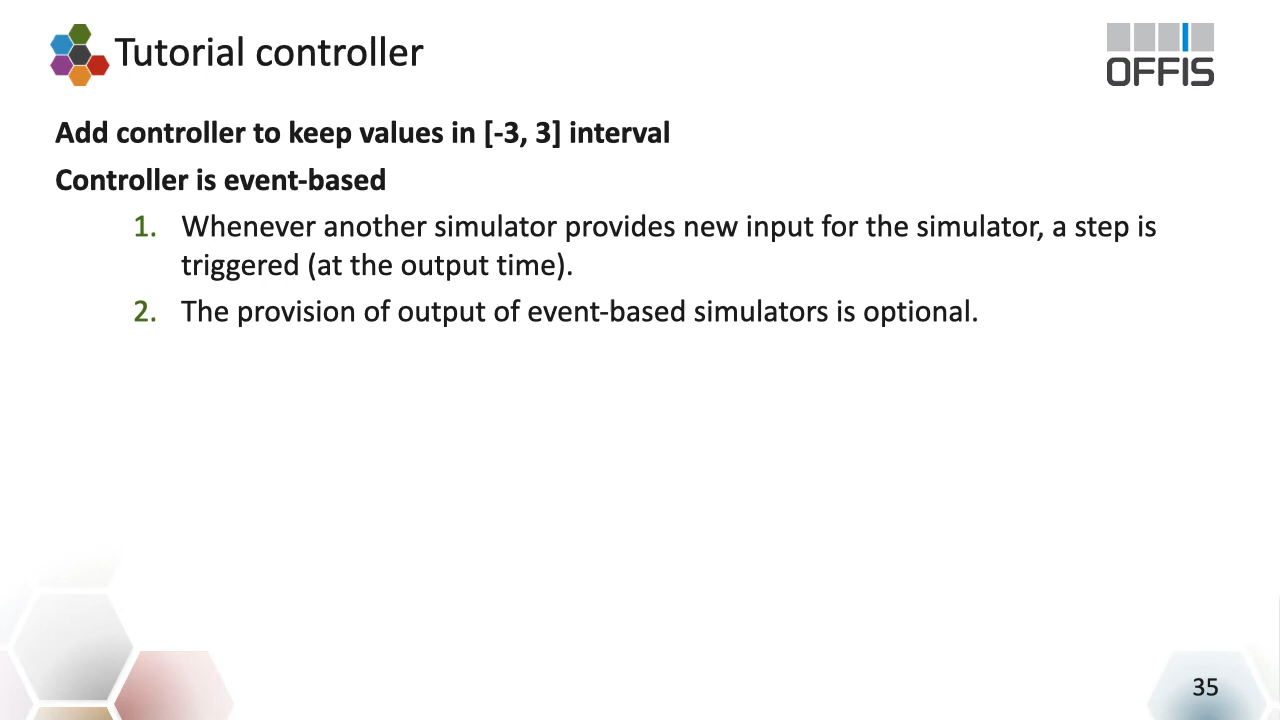 Tutorial controller
OFFIS
Add controller to keep values in [-3, 3] interval
Controller is event-based
1. Whenever another simulator provides new input for the simulator, a step is
triggered (at the output time).
2. The provision of output of event-based simulators is optional.
35